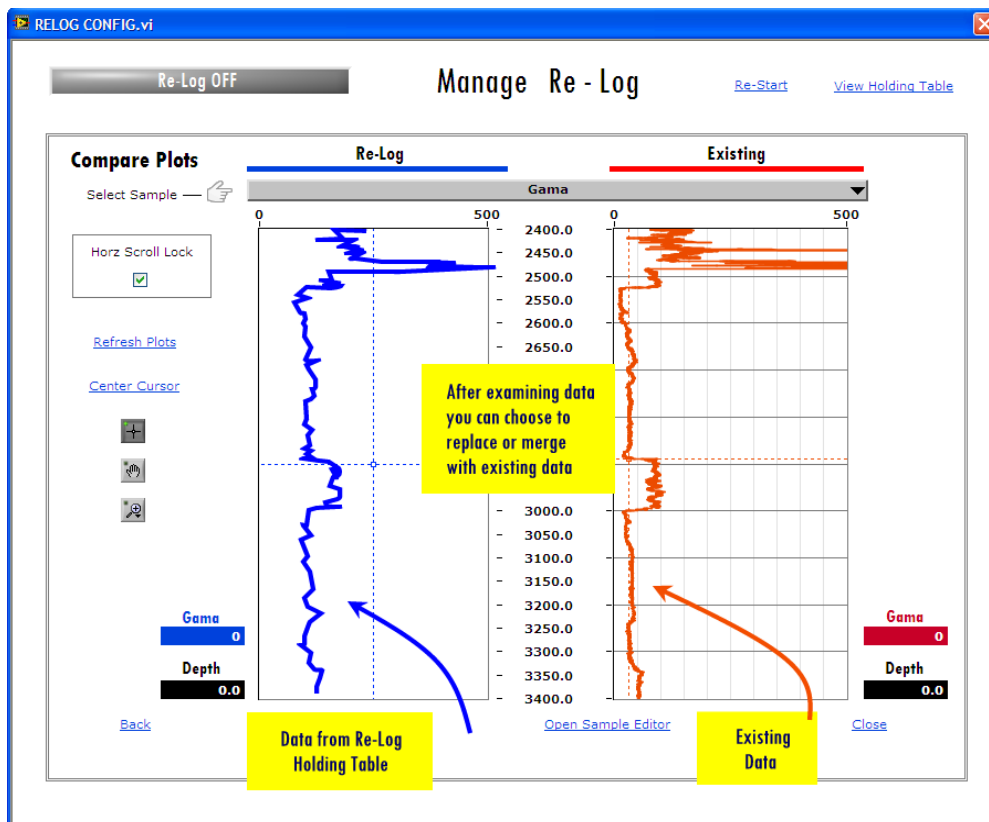 RELOG CONFIG.vi
Re-Log OFF
Manage Re - Log
Re-Start
View Holding Table
Compare Plots
Re-Log
Existing
Select Sample
Gama
0
500
0
500
Horz Scroll Lock
Refresh Plots
Center Cursor
2400.0
2450.0
2500.0
2550.0
2600.0
2650.0
After examining data
you can choose to
replace or merge
with existing data
3000.0
3050.0
3100.0
3150.0
3200.0
3250.0
3300.0
3350.0
3400.0
Gama
0
Depth
0.0
Gama
0
Depth
0.0
Back
Data from Re-Log
Holding Table
Open Sample Editor
Existing
Data
Close